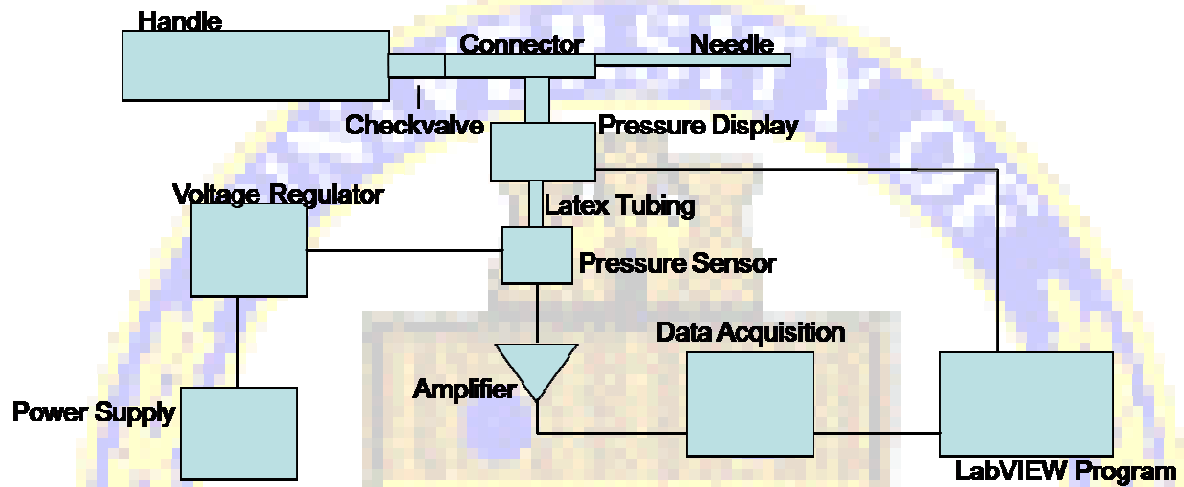 Handle
Connector
Needle
Checkvalve
Pressure Display
Voltage Regulator
Latex Tubing
Pressure Sensor
Data Acquisition
Amplifier
Power Supply
LabVIEW Program